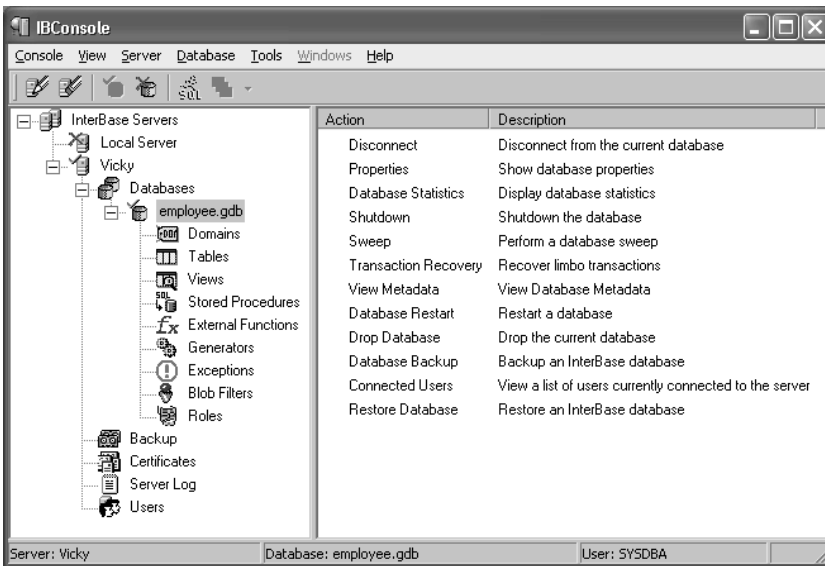 IBConsole
Console View Server Database Tools Windows Help
SQL
InterBase Servers
Local Server
Vicky
Databases
employee.gdb
Domains
Tables
Views
Stored Procedures
External Functions
Generators
Exceptions
Blob Filters
Roles
Backup
Certificates
Server Log
Users
Action Description
Disconnect Disconnect from the current database
Properties Show database properties
Database Statistics Display database statistics
Shutdown Shutdown the database
Sweep Perform a database sweep
Transaction Recovery Recover limbo transactions
View Metadata View Database Metadata
Database Restart Restart a database
Drop Database Drop the current database
Database Backup Backup an InterBase database
Connected Users View a list of users currently connected to the server
Restore Database Restore an InterBase database
Server: Vicky Database: employee.gdb User: SYSDBA